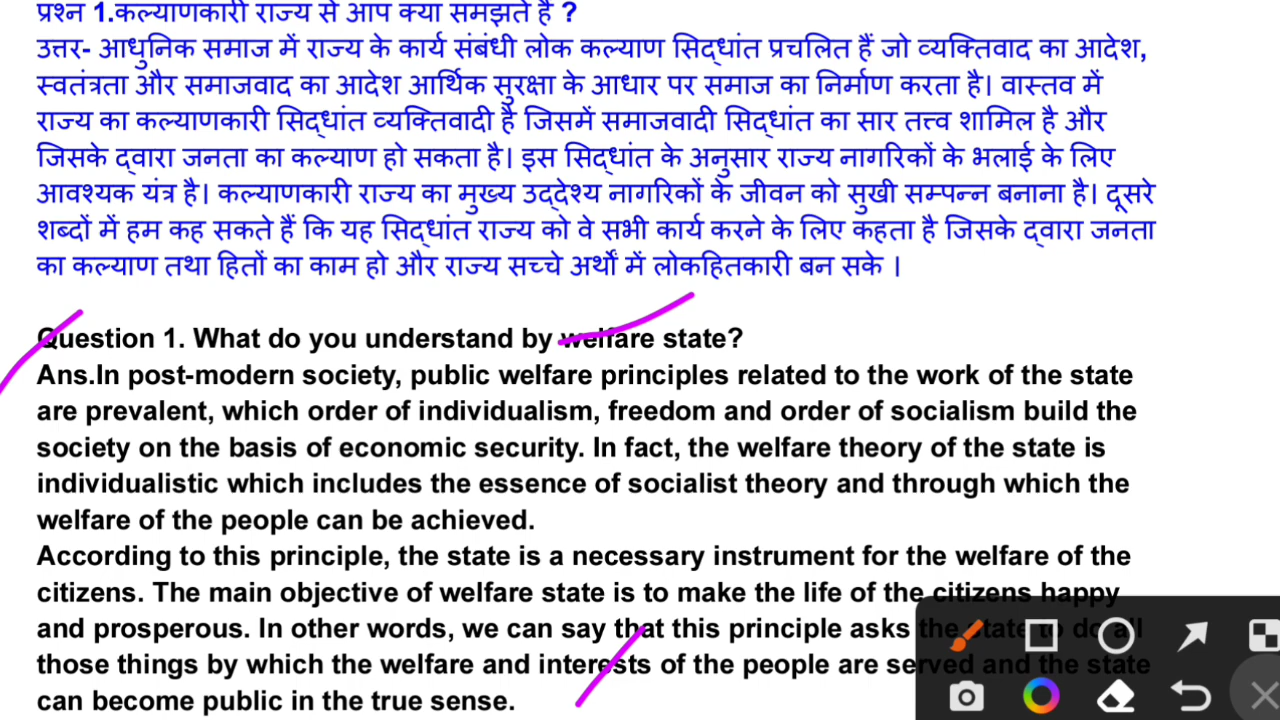 प्रश्न 1.कल्याणकारी राज्य से आप क्या समझते हैं ?
उत्तर- आधुनिक समाज में राज्य के कार्य संबंधी लोक कल्याण सिद्धांत प्रचलित हैं जो व्यक्तिवाद का आदेश,
स्वतंत्रता और समाजवाद का आदेश आर्थिक सुरक्षा के आधार पर समाज का निर्माण करता है। वास्तव में
राज्य का कल्याणकारी सिद्धांत व्यक्तिवादी है जिसमें समाजवादी सिद्धांत का सार तत्त्व शामिल है और
जिसके द्वारा जनता का कल्याण हो सकता है। इस सिद्धांत के अनुसार राज्य नागरिकों के भलाई के लिए
आवश्यक यंत्र है। कल्याणकारी राज्य का मुख्य उद्देश्य नागरिकों के जीवन को सुखी सम्पन्न बनाना है। दूसरे
शब्दों में हम कह सकते हैं कि यह सिद्धांत राज्य को वे सभी कार्य करने के लिए कहता है जिसके द्वारा जनता
का कल्याण तथा हितों का काम हो और राज्य सच्चे अर्थों में लोकहितकारी बन सके ।
Question 1. What do you understand by welfare state?
Ans.In post-modern society, public welfare principles related to the work of the state
are prevalent, which order of individualism, freedom and order of socialism build the
society on the basis of economic security. In fact, the welfare theory of the state is
individualistic which includes the essence of socialist theory and through which the
welfare of the people can be achieved.
According to this principle, the state is a necessary instrument for the welfare of the
citizens. The main objective of welfare state is to make the life of the citizens happy
and prosperous. In other words, we can say that this principle asks the state to do all
those things by which the welfare and interests of the people are served and the state
can become public in the true sense.